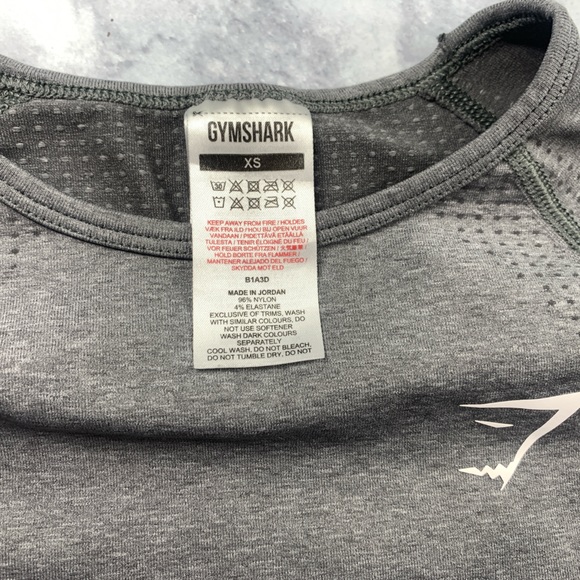 GYMSHARK
XS
KEEP AWAY FROM FIRE / HOLDES
VÆK FRA ILD / HOU BIJ OPEN VUUR
VANDAAN / PIDETTÄVÄ ETÄÄLLÄ
TULESTA / TENIR ÉLOIGNÉ DU FEU /
VOR FEUER SCHÜTZEN /
HOLD BORTE FRA FLAMMER /
MANTENER ALEJADO DEL FUEGO /
SKYDDA MOT ELD
B1A3D
MADE IN JORDAN
96% NYLON
4% ELASTANE
EXCLUSIVE OF TRIMS, WASH
WITH SIMILAR COLOURS, DO
NOT USE SOFTENER
WASH DARK COLOURS
SEPARATELY
COOL WASH, DO NOT BLEACH,
DO NOT TUMBLE DRY, DO NOT